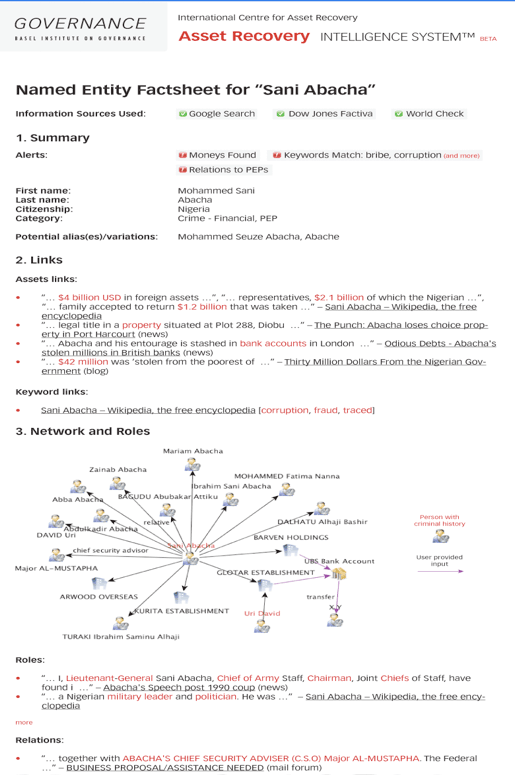 GOVERNANCE
BASEL INSTITUTE ON GOVERNANCE
International Centre for Asset Recovery
Asset Recovery INTELLIGENCE SYSTEM™ BETA
Named Entity Factsheet for “Sani Abacha”
Information Sources Used: Google Search Dow Jones Factiva World Check
1. Summary
Alerts: Moneys Found Keywords Match: bribe, corruption (and more)
Relations to PEPs
First name: Mohammed Sani
Last name: Abacha
Citizenship: Nigeria
Category: Crime - Financial, PEP
Potential alias(es)/variations: Mohammed Seuze Abacha, Abache
2. Links
Assets links:
• “... $4 billion USD in foreign assets ...”, “... representatives, $2.1 billion of which the Nigerian ...”,
“... family accepted to return $1.2 billion that was taken ...” – Sani Abacha – Wikipedia, the free
encyclopedia
• “... legal title in a property situated at Plot 288, Diobu ...” – The Punch: Abacha loses choice prop-
erty in Port Harcourt (news)
• “... Abacha and his entourage is stashed in bank accounts in London ...” – Odious Debts - Abacha’s
stolen millions in British banks (news)
• “... $42 million was ‘stolen from the poorest of ...” – Thirty Million Dollars From the Nigerian Gov-
ernment (blog)
Keyword links:
• Sani Abacha – Wikipedia, the free encyclopedia [corruption, fraud, traced]
3. Network and Roles
Mariam Abacha
Zainab Abacha
MOHAMMED Fatima Nanna
Ibrahim Sani Abacha
Abba Abacha
BAGUDU Abubakar Attiku
relative
DALHATU Alhaji Bashir
Person with
criminal history
Abdulkadir Abacha
DAVID Uri
BARVEN HOLDINGS
Sani Abacha
chief security advisor
UBS Bank Account
User provided
input
Major AL-MUSTAPHA
GLOTAR ESTABLISHMENT
ARWOOD OVERSEAS
transfer
KURITA ESTABLISHMENT
Uri David
X.Y
TURAKI Ibrahim Saminu Alhaji
Roles:
• “... I, Lieutenant-General Sani Abacha, Chief of Army Staff, Chairman, Joint Chiefs of Staff, have
found i ...” – Abacha’s Speech post 1990 coup (news)
• “... a Nigerian military leader and politician. He was ...” – Sani Abacha – Wikipedia, the free ency-
clopedia
more
Relations:
• “... together with ABACHA’S CHIEF SECURITY ADVISER (C.S.O) Major AL-MUSTAPHA. The Federal
...” – BUSINESS PROPOSAL/ASSISTANCE NEEDED (mail forum)